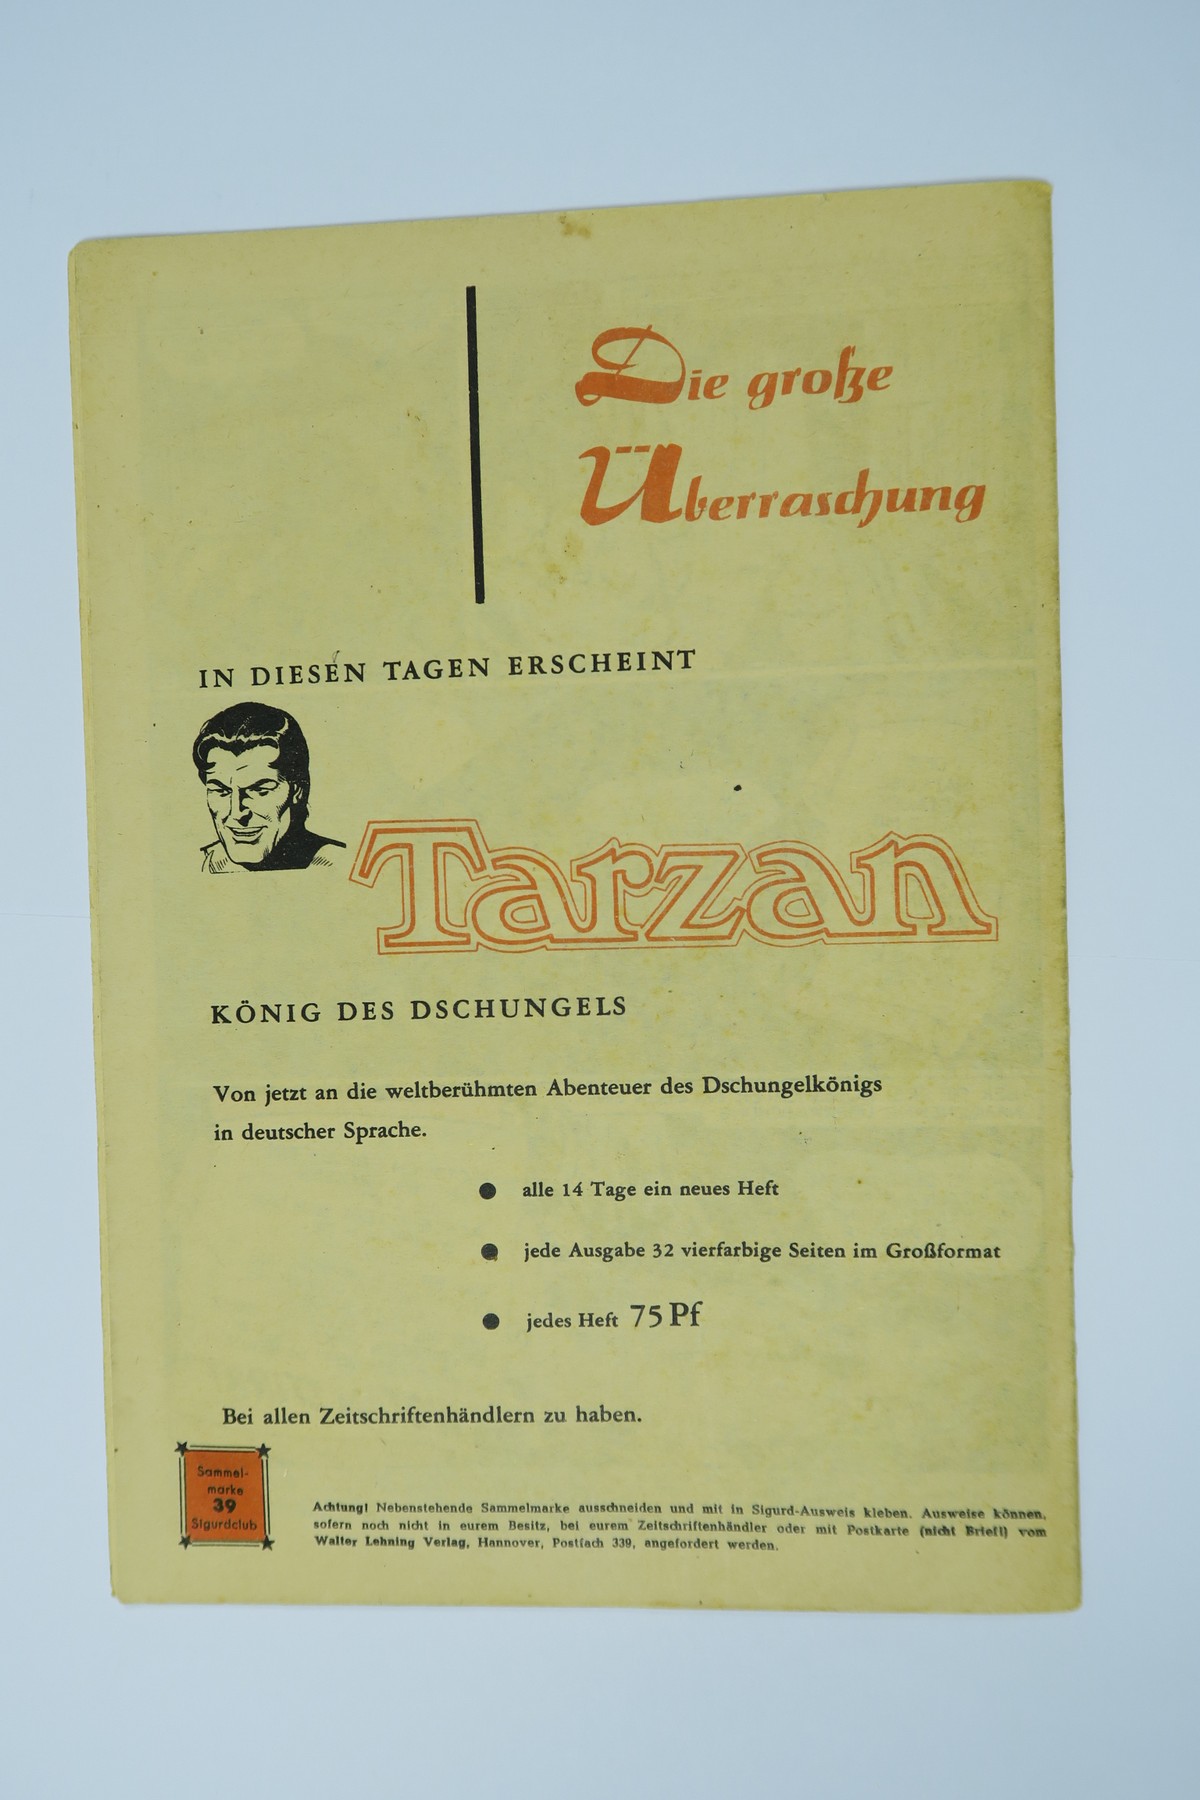 Die große
Überraschung
IN DIESEN TAGEN ERSCHEINT
Tarzan
KÖNIG DES DSCHUNGELS
Von jetzt an die weltberühmten Abenteuer des Dschungelkönigs
in deutscher Sprache.
● alle 14 Tage ein neues Heft
● jede Ausgabe 32 vierfarbige Seiten im Großformat
● jedes Heft 75 Pf
Bei allen Zeitschriftenhändlern zu haben.
Sammel-
marke
39
Sigurdclub
Achtung! Nebenstehende Sammelmarke ausschneiden und mit in Sigurd-Ausweis kleben. Ausweise können,
sofern noch nicht in eurem Besitz, bei eurem Zeitschriftenhändler oder mit Postkarte (nicht Brief!) vom
Walter Lehning Verlag, Hannover, Postfach 339, angefordert werden.